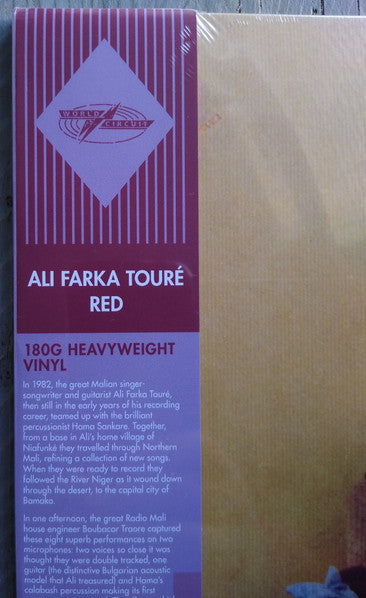 WORLD
CIRCUIT
ALI FARKA TOURÉ
RED
180G HEAVYWEIGHT
VINYL
In 1982, the great Malian singer-
songwriter and guitarist Ali Farka Touré,
then still in the early years of his recording
career, teamed up with the brilliant
percussionist Hama Sankare. Together,
from a base in Ali's home village of
Niafunké they travelled through Northern
Mali, refining a collection of new songs.
When they were ready to record they
followed the River Niger as it wound down
through the desert, to the capital city of
Bamako.
In one afternoon, the great Radio Mali
house engineer Boubacar Traore captured
these eight superb performances on two
microphones: two voices so close it was
thought they were double tracked, one
guitar (the distinctive Bulgarian acoustic
model that Ali treasured) and Hama's
calabash percussion making its first